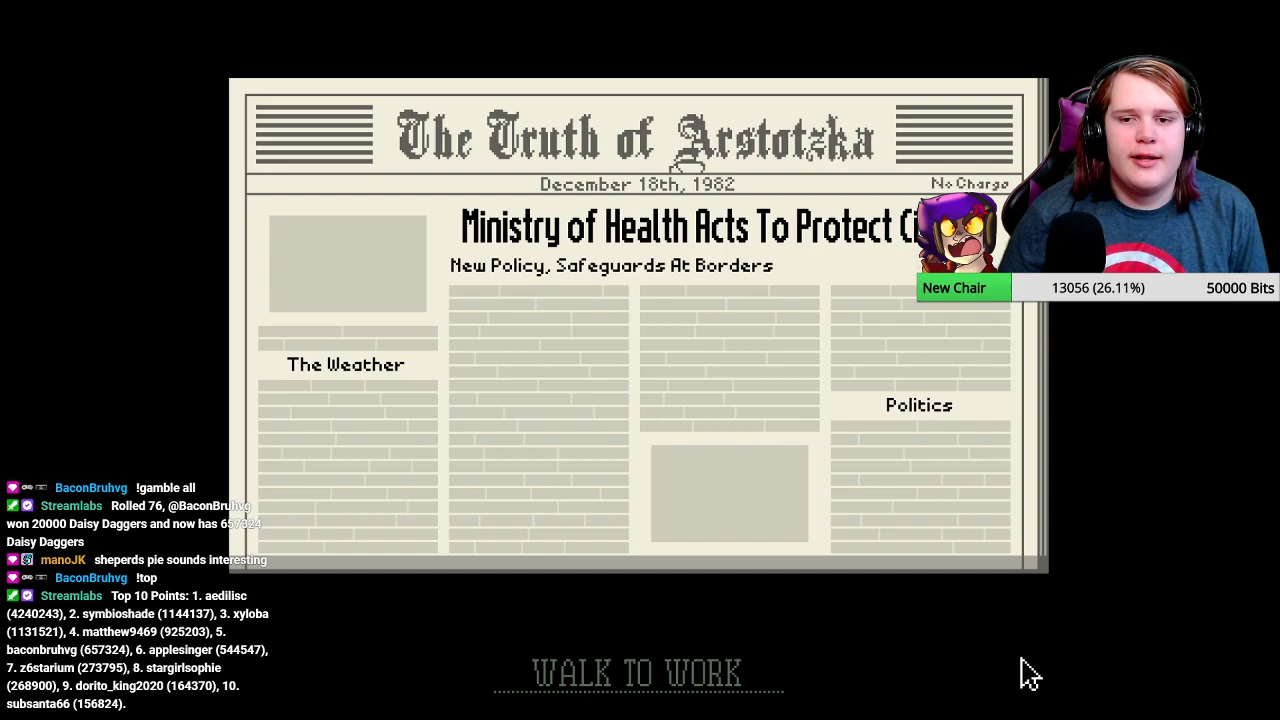 The Truth of Arstotzka
December 18th, 1982
No Charge
Ministry of Health Acts To Protect
New Policy, Safeguards At Borders
New Chair 13056 (26.11%) 50000 Bits
The Weather
Politics
BaconBruhvg !gamble all
Streamlabs Rolled 76, @BaconBruhvg
won 20000 Daisy Daggers and now has 657324
Daisy Daggers
manoJK sheperds pie sounds interesting
BaconBruhvg !top
Streamlabs Top 10 Points: 1. aedilisc
(4240243), 2. symbioshade (1144137), 3. xyloba
(1131521), 4. matthew9469 (925203), 5.
baconbruhvg (657324), 6. applesinger (544547),
7. z6starium (273795), 8. stargirlsophie
(268900), 9. dorito_king2020 (164370), 10.
subsanta66 (156824).
WALK TO WORK